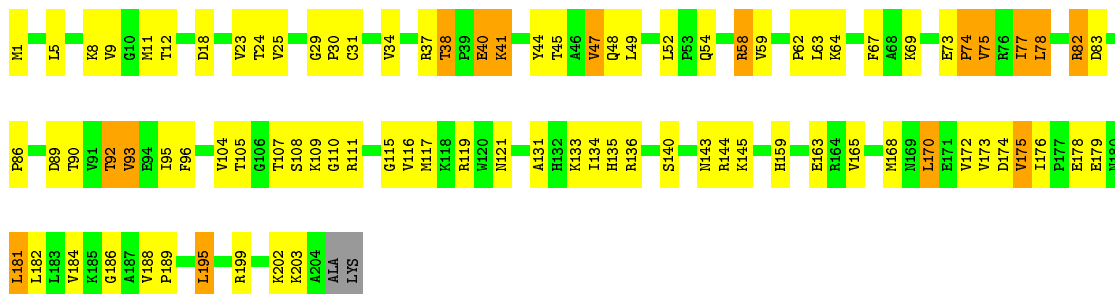 M1 L5 K8 V9 G10 M11 T12 D18 V23 T24 V25 G29 P30 C31 V34 R37 T38 P39 E40 K41 Y44 T45 A46 V47 Q48 L49 L52 P53 Q54 R58 V59 P62 L63 K64 F67 A68 K69 E73 P74 V75 R76 I77 L78 R82 D83
P86 D89 T90 V91 T92 V93 E94 I95 F96 V104 T105 G106 T107 S108 K109 G110 R111 G115 V116 M117 K118 R119 W120 N121 A131 H132 K133 I134 H135 R136 S140 N143 R144 K145 H159 E163 R164 V165 M168 N169 L170 E171 V172 V173 D174 V175 I176 P177 E178 E179 N180
L181 L182 L183 V184 K185 G186 A187 V188 P189 L195 R199 K202 K203 A204 ALA LYS